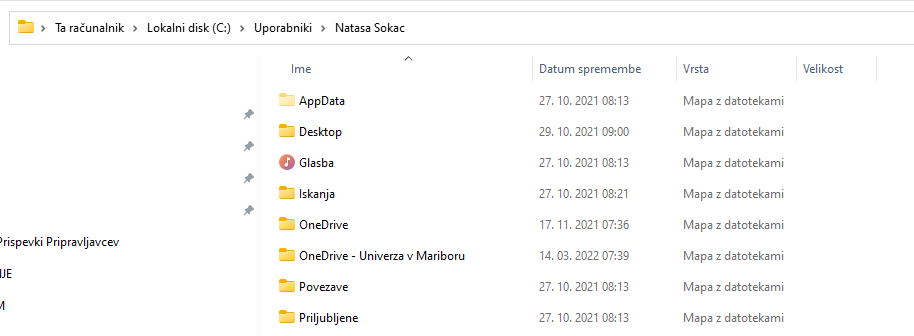 Ta računalnik > Lokalni disk (C:) > Uporabniki > Natasa Sokac
Ime Datum spremembe Vrsta Velikost
AppData 27. 10. 2021 08:13 Mapa z datotekami
Desktop 29. 10. 2021 09:00 Mapa z datotekami
Glasba 27. 10. 2021 08:13 Mapa z datotekami
Iskanja 27. 10. 2021 08:21 Mapa z datotekami
OneDrive 17. 11. 2021 07:36 Mapa z datotekami
Prispevki Pripravljavcev
OneDrive - Univerza v Mariboru 14. 03. 2022 07:39 Mapa z datotekami
Povezave 27. 10. 2021 08:13 Mapa z datotekami
Priljubljene 27. 10. 2021 08:13 Mapa z datotekami